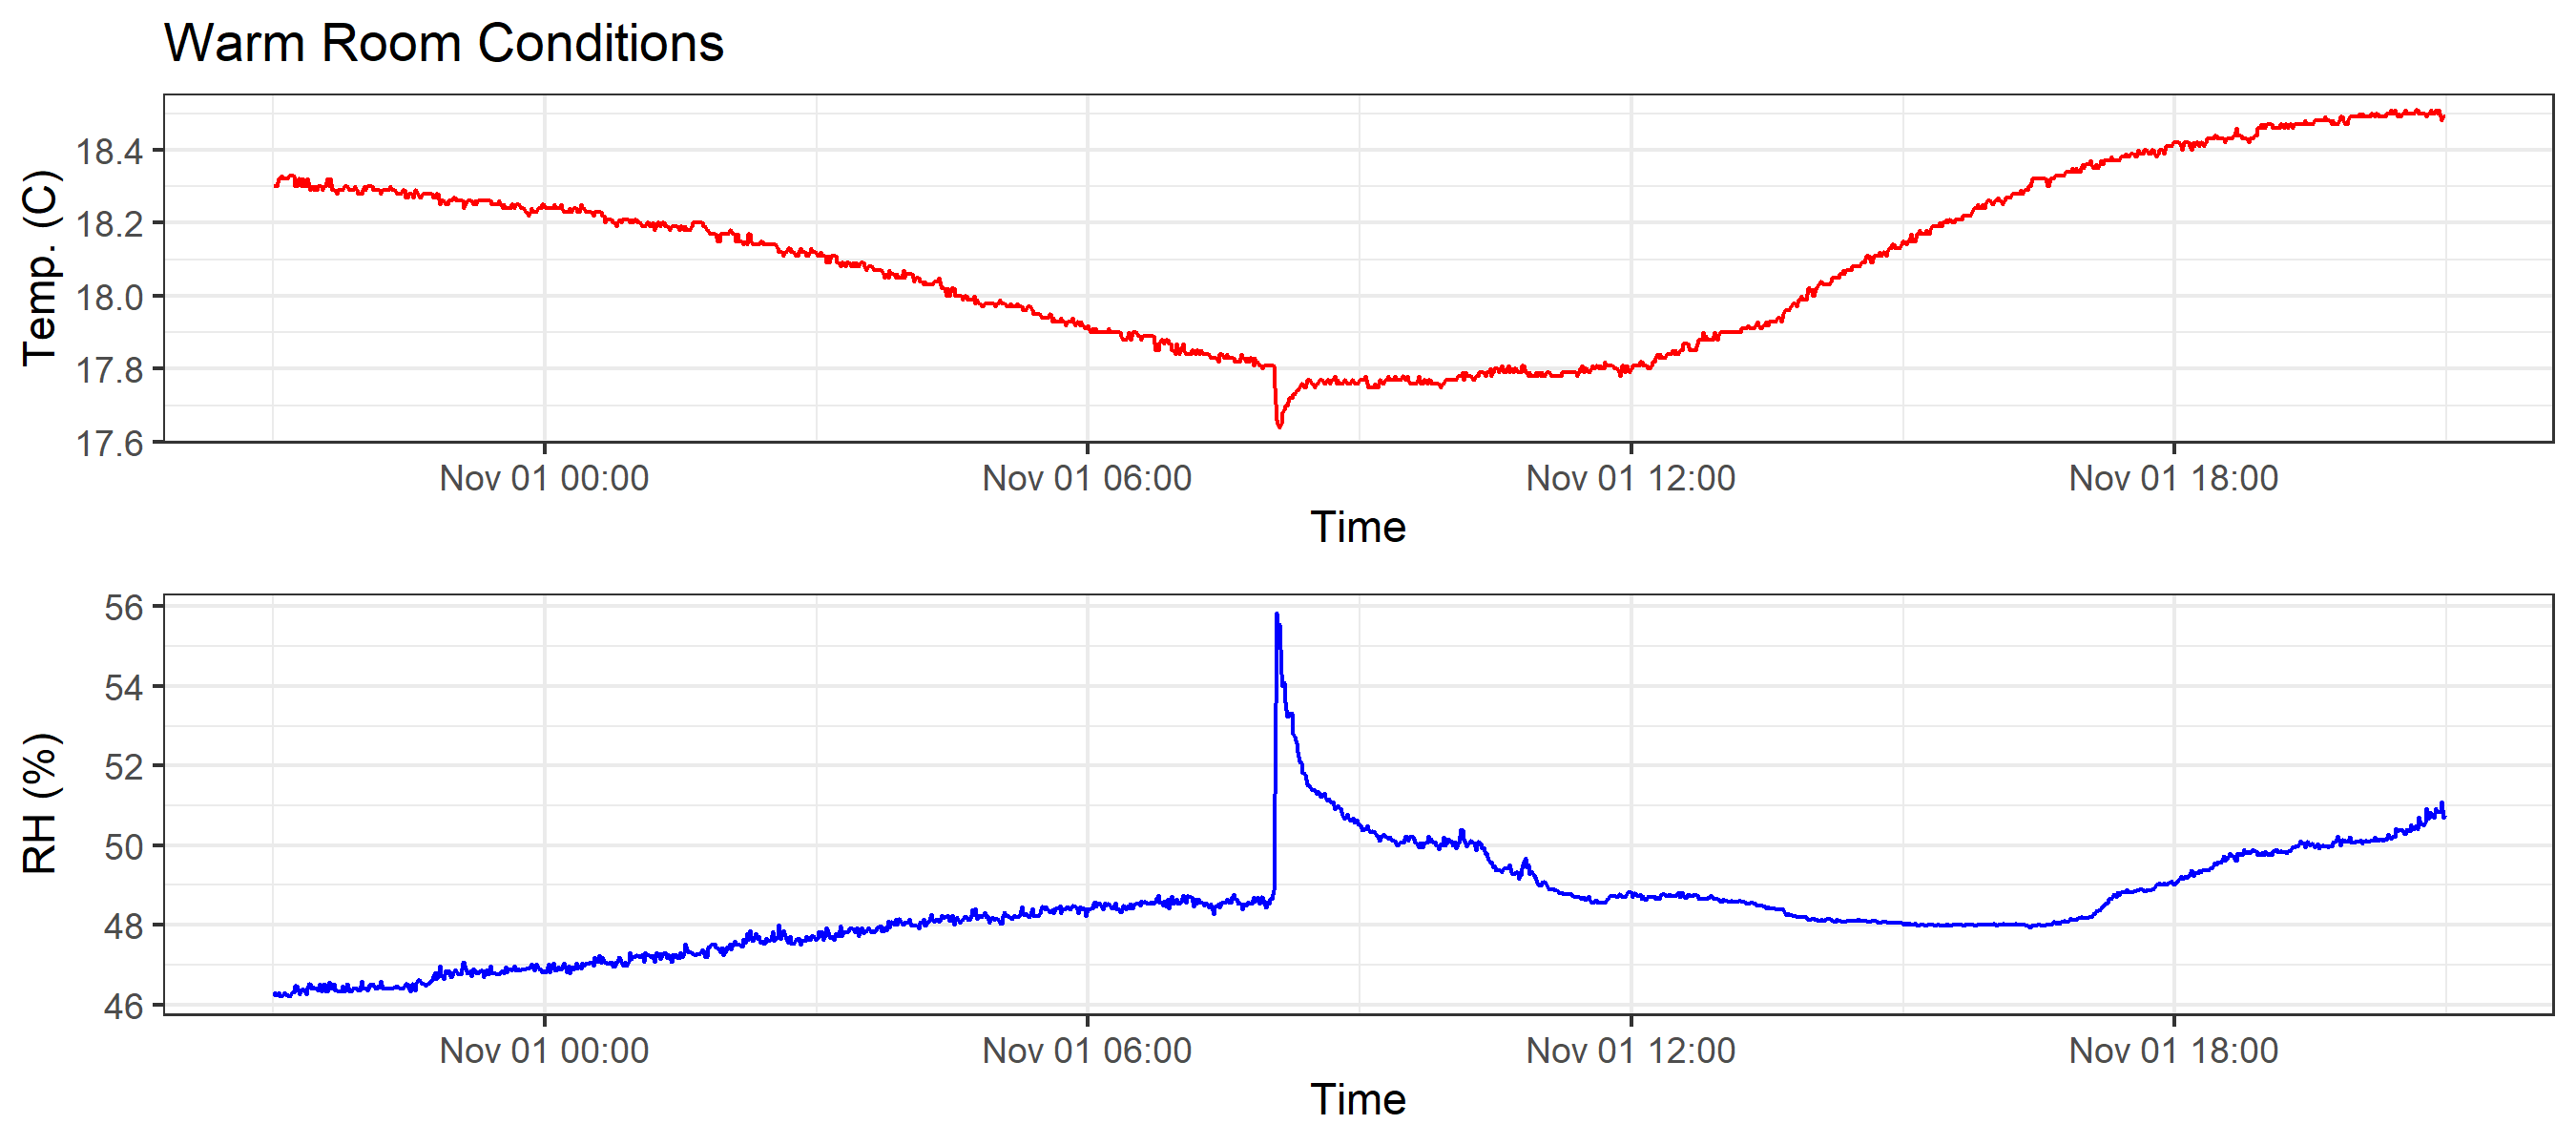 Warm Room Conditions
Temp. (C)
18.4
18.2
18.0
17.8
17.6
Nov 01 00:00 Nov 01 06:00 Nov 01 12:00 Nov 01 18:00
Time
RH (%)
56
54
52
50
48
46
Nov 01 00:00 Nov 01 06:00 Nov 01 12:00 Nov 01 18:00
Time